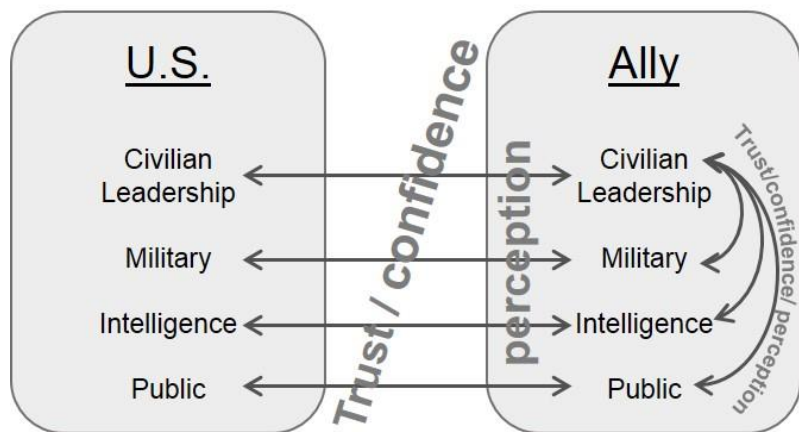 U.S.
Civilian
Leadership
Military
Intelligence
Public
Trust / confidence
perception
Ally
Civilian
Leadership
Military
Intelligence
Public
Trust/confidence/ perception